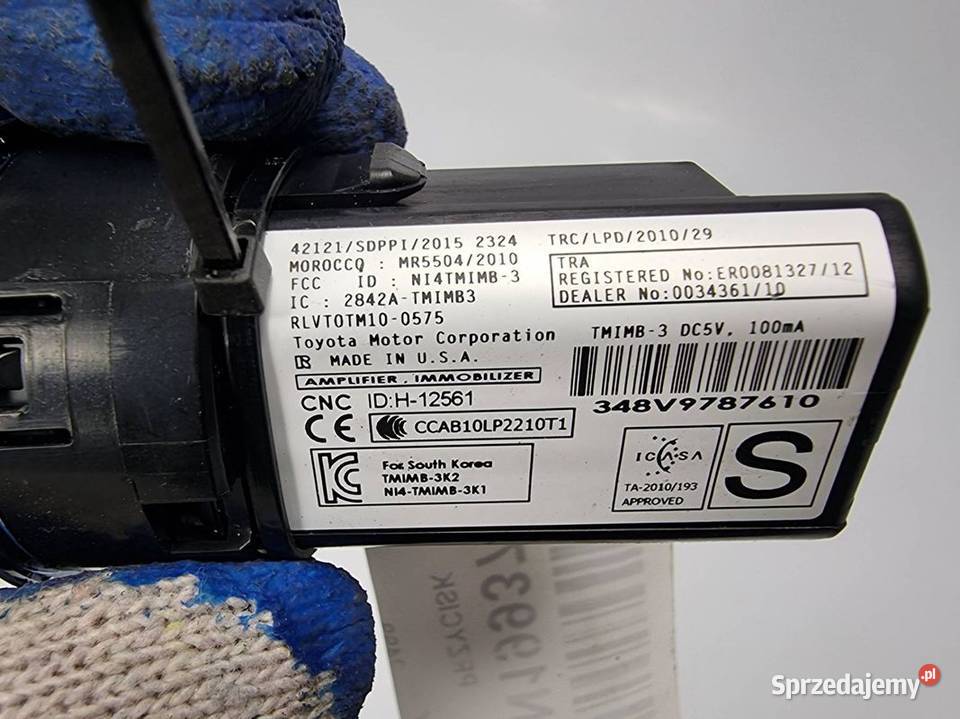 42121/SDPPI/2015 2324
MOROCCO : MR5504/2010
FCC ID : NI4TMIMB-3
IC : 2842A-TMIMB3
RLVTOTM10-0575
Toyota Motor Corporation
MADE IN U.S.A.
AMPLIFIER, IMMOBILIZER
CNC ID:H-12561
CE CCC CCAB10LP2210T1
KC
For South Korea
TMIMB-3K2
NI4-TMIMB-3K1
TRC/LPD/2010/29
TRA
REGISTERED No:ER0081327/12
DEALER No:0034361/10
TMIMB-3 DC5V, 100mA
348V9787610
ICASA
TA-2010/193
APPROVED
S
PRZYCISK
Sprzedajemy.pl